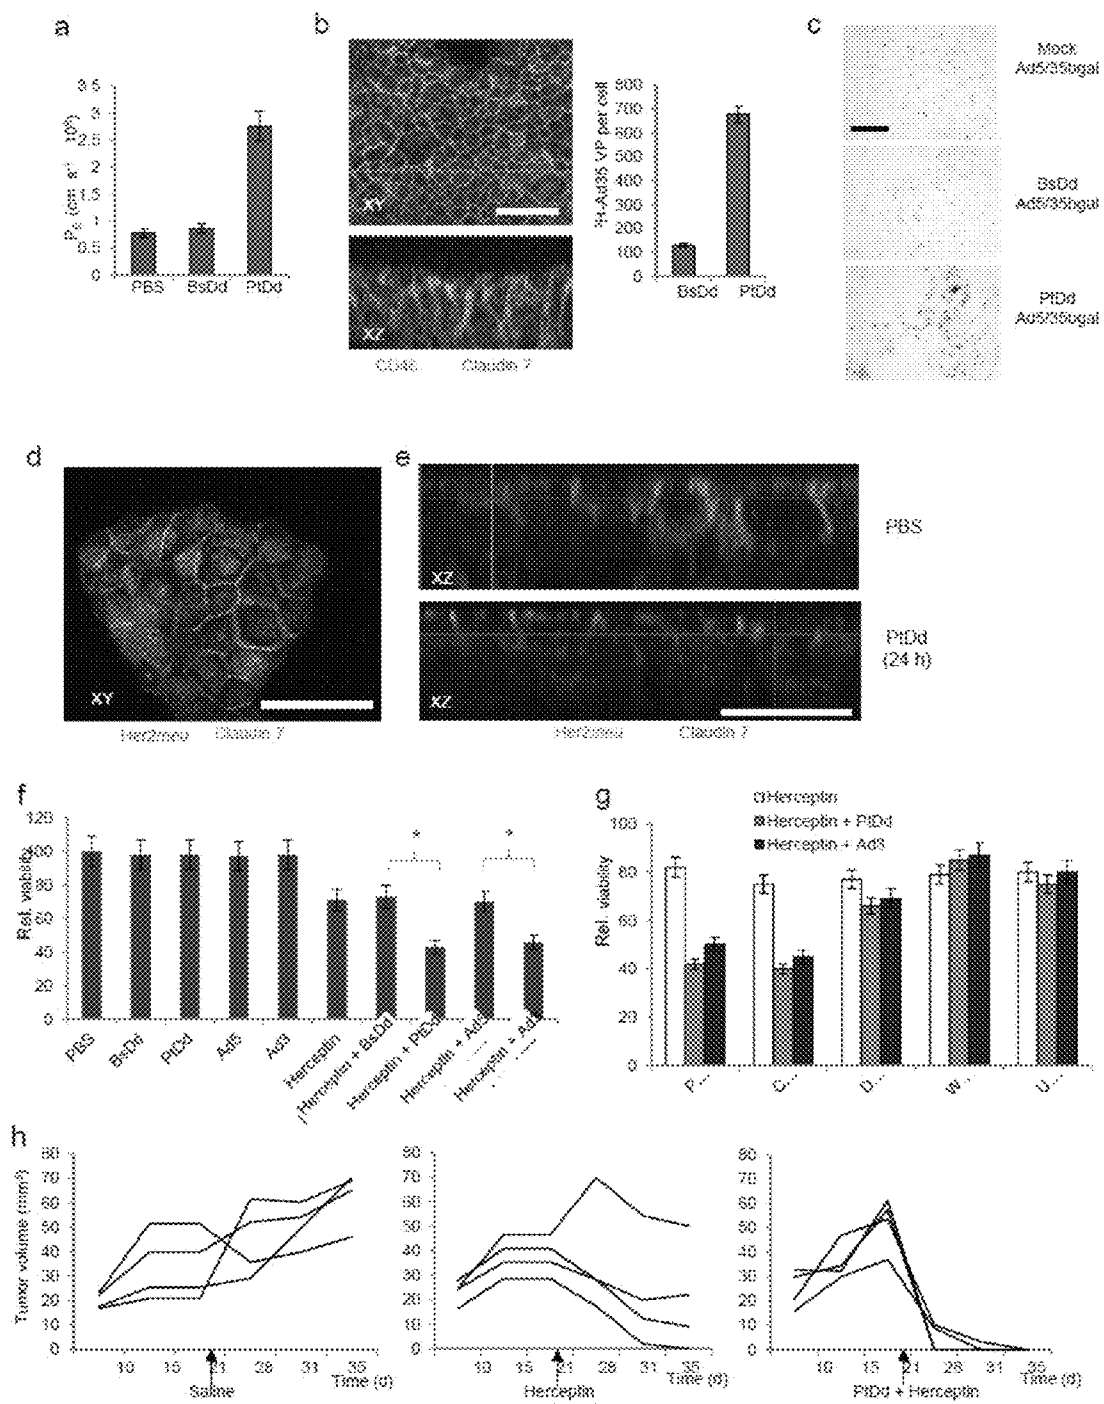 a
3.5
3
2.5
2
1.5
1
0.5
0
PBS BsDd PtDd
b
XY
XZ
CD46 Claudin 7
³H-Ad35 VP per cell
800
700
600
500
400
300
200
100
0
BsDd PtDd
c
Mock
Ad5/35bgal
BsDd
Ad5/35bgal
PtDd
Ad5/35bgal
d
XY
Her2/neu Claudin 7
e
XZ
PBS
XZ
PtDd
(24 h)
Her2/neu Claudin 7
f
Rel. viability
120
100
80
60
40
20
0
* *
PBS
BsDd
PtDd
Ad5
Ad3
Herceptin
Herceptin + BsDd
Herceptin + PtDd
g
Herceptin
Herceptin + PtDd
Herceptin + Ad3
Rel. viability
100
80
60
40
20
0
P...
C...
D...
W...
U...
h
Tumor volume (mm³)
80
70
60
50
40
30
20
10
0
10 15 21 28 31 35
Time (d)
Saline
80
70
60
50
40
30
20
10
0
10 15 21 28 31 35
Time (d)
Herceptin
80
70
60
50
40
30
20
10
0
10 15 21 28 31 35
Time (d)
PtDd + Herceptin